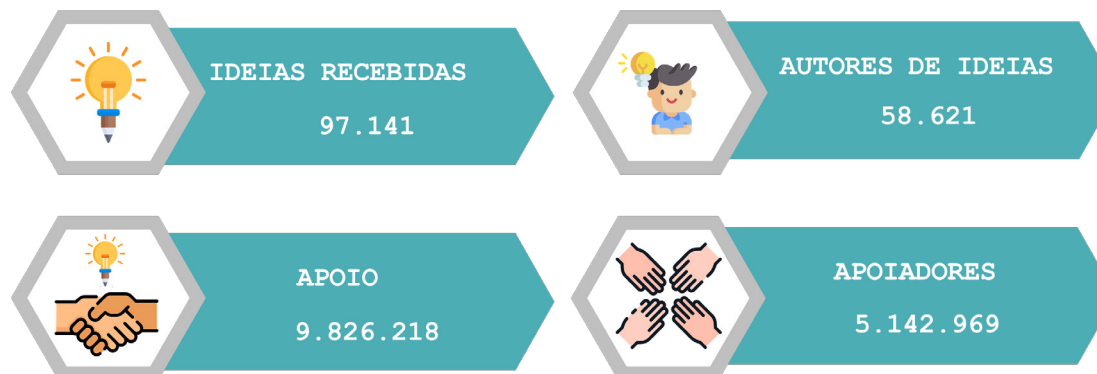 IDEIAS RECEBIDAS
97.141
AUTORES DE IDEIAS
58.621
APOIO
9.826.218
APOIADORES
5.142.969